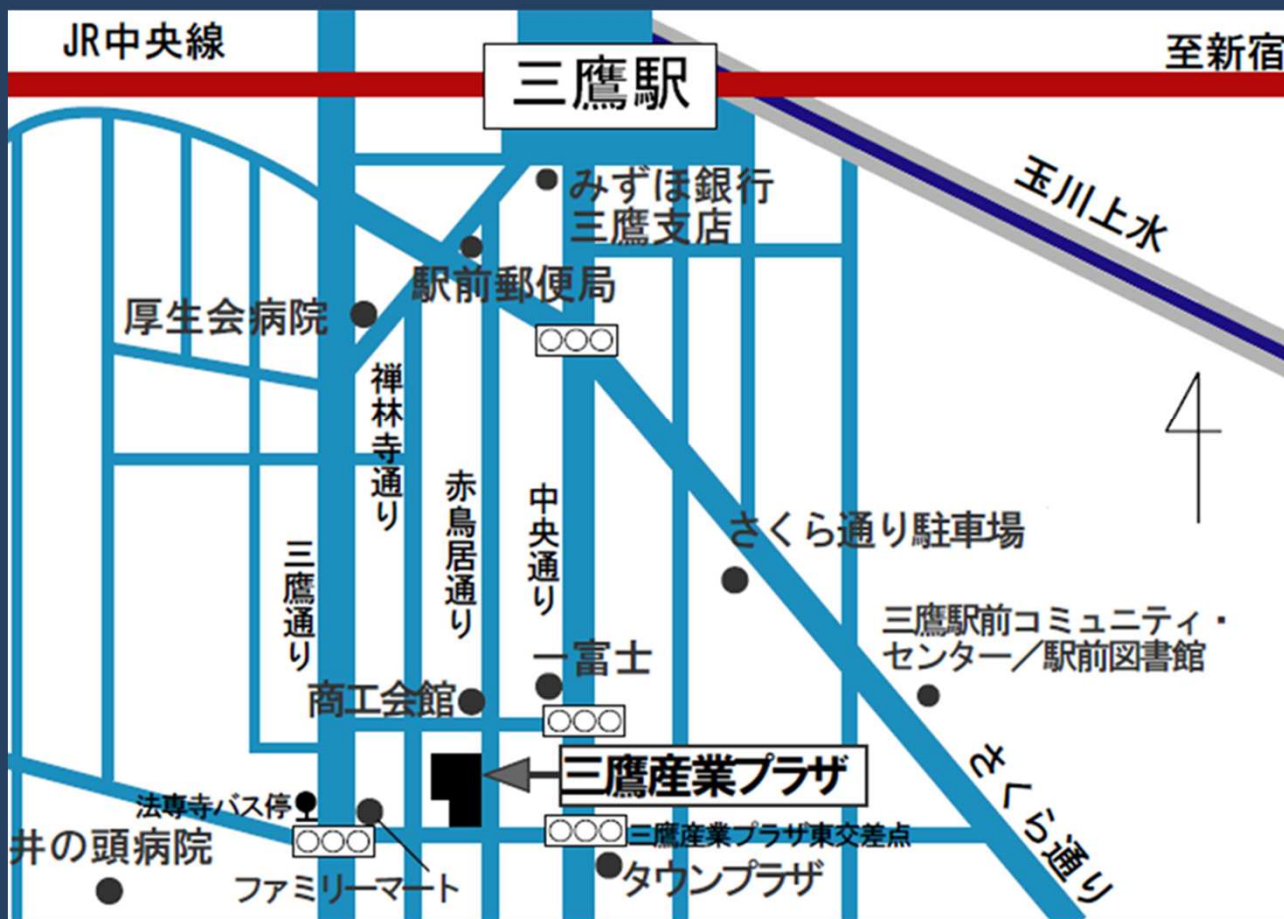 JR中央線
至新宿
三鷹駅
玉川上水
みずほ銀行
三鷹支店
駅前郵便局
厚生会病院
禅林寺通り
赤鳥居通り
中央通り
三鷹通り
さくら通り駐車場
三鷹駅前コミュニティ・
センター／駅前図書館
一富士
商工会館
三鷹産業プラザ
さくら通り
法専寺バス停
三鷹産業プラザ東交差点
井の頭病院
ファミリーマート
タウンプラザ